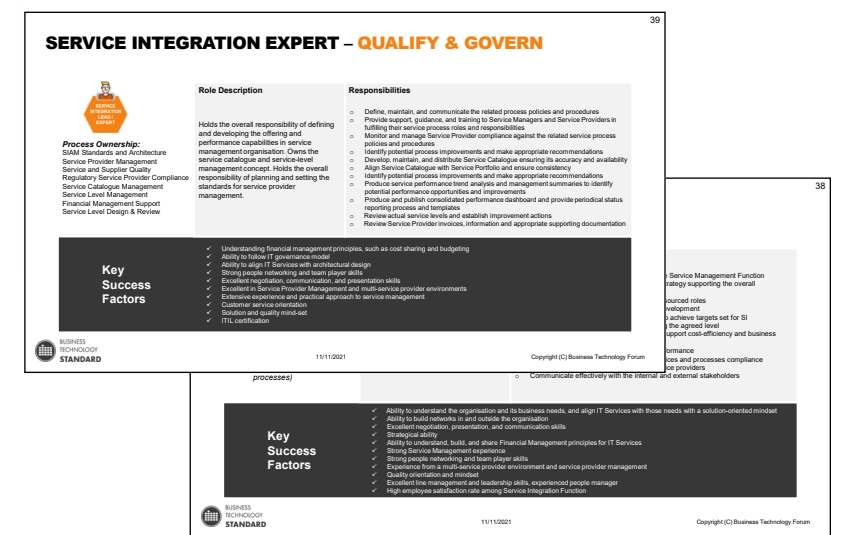 39
SERVICE INTEGRATION EXPERT – QUALIFY & GOVERN
SERVICE
INTEGRATION
LEAD /
EXPERT
Process Ownership:
SIAM Standards and Architecture
Service Provider Management
Service and Supplier Quality
Regulatory Service Provider Compliance
Service Catalogue Management
Service Level Management
Financial Management Support
Service Level Design & Review
Role Description
Holds the overall responsibility of defining
and developing the offering and
performance capabilities in service
management organisation. Owns the
service catalogue and service-level
management concept. Holds the overall
responsibility of planning and setting the
standards for service provider
management.
Responsibilities
o Define, maintain, and communicate the related process policies and procedures
o Provide support, guidance, and training to Service Managers and Service Providers in
fulfilling their service process roles and responsibilities
o Monitor and manage Service Provider compliance against the related service process
policies and procedures
o Identify potential process improvements and make appropriate recommendations
o Develop, maintain, and distribute Service Catalogue ensuring its accuracy and availability
o Align Service Catalogue with Service Portfolio and ensure consistency
o Identify potential process improvements and make appropriate recommendations
o Produce service performance trend analysis and management summaries to identify
potential performance opportunities and improvements
o Produce and publish consolidated performance dashboard and provide periodical status
reporting process and templates
o Review actual service levels and establish improvement actions
o Review Service Provider invoices, information and appropriate supporting documentation
Key
Success
Factors
✓ Understanding financial management principles, such as cost sharing and budgeting
✓ Ability to follow IT governance model
✓ Ability to align IT Services with architectural design
✓ Strong people networking and team player skills
✓ Excellent negotiation, communication, and presentation skills
✓ Excellent in Service Provider Management and multi-service provider environments
✓ Extensive experience and practical approach to service management
✓ Customer service orientation
✓ Solution and quality mind-set
✓ ITIL certification
BUSINESS
TECHNOLOGY
STANDARD
11/11/2021
Copyright (C) Business Technology Forum
38
Service Management Function
rategy supporting the overall
sourced roles
evelopment
o achieve targets set for SI
g the agreed level
upport cost-efficiency and business
formance
ices and processes compliance
ice providers
o Communicate effectively with the internal and external stakeholders
processes)
Key
Success
Factors
✓ Ability to understand the organisation and its business needs, and align IT Services with those needs with a solution-oriented mindset
✓ Ability to build networks in and outside the organisation
✓ Excellent negotiation, presentation, and communication skills
✓ Strategical ability
✓ Ability to understand, build, and share Financial Management principles for IT Services
✓ Strong Service Management experience
✓ Strong people networking and team player skills
✓ Experience from a multi-service provider environment and service provider management
✓ Quality orientation and mindset
✓ Excellent line management and leadership skills, experienced people manager
✓ High employee satisfaction rate among Service Integration Function
BUSINESS
TECHNOLOGY
STANDARD
11/11/2021
Copyright (C) Business Technology Forum